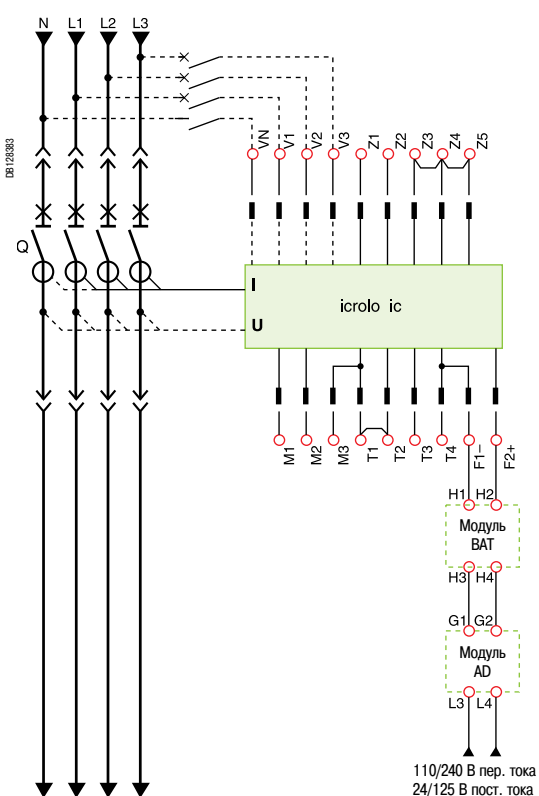 N L1 L2 L3
DB128383
VN V1 V2 V3 Z1 Z2 Z3 Z4 Z5
Q
I
icrolo ic
U
M1 M2 M3 T1 T2 T3 T4 F1– F2+
H1 H2
Модуль
BAT
H3 H4
G1 G2
Модуль
AD
L3 L4
110/240 В пер. тока
24/125 В пост. тока